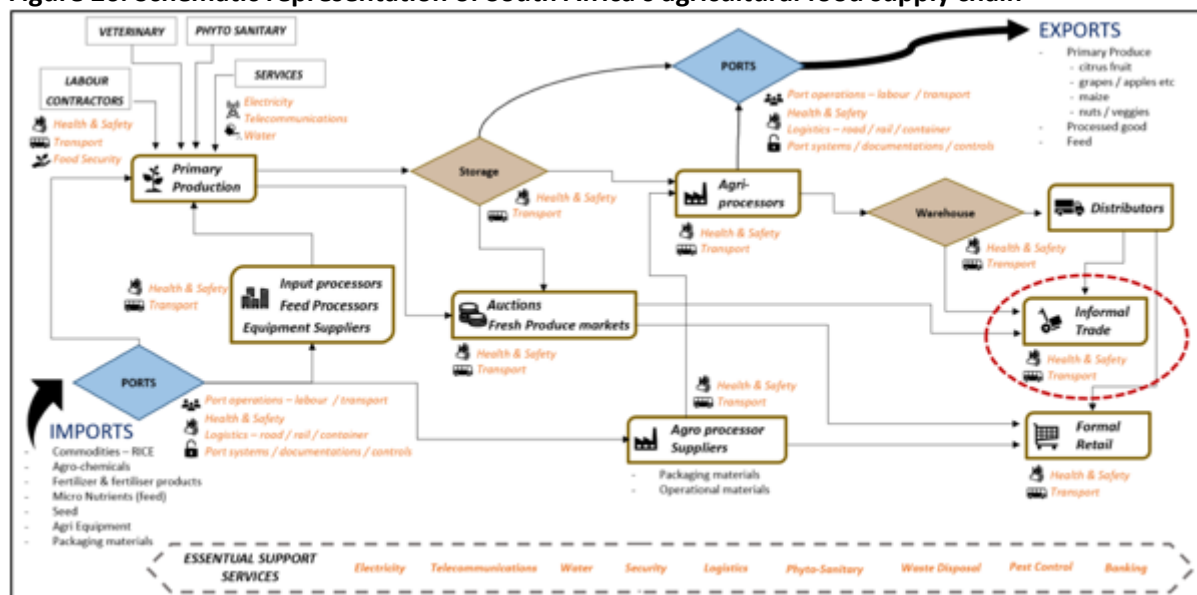 Figure 10: Schematic representation of South Africa's agricultural food supply chain
VETERINARY
PHYTO SANITARY
LABOUR
CONTRACTORS
SERVICES
Health & Safety
Transport
Food Security
Electricity
Telecommunications
Water
Primary
Production
Storage
Health & Safety
Transport
PORTS
Port operations – labour / transport
Health & Safety
Logistics – road / rail / container
Port systems / documentations / controls
EXPORTS
- Primary Produce
- citrus fruit
- grapes / apples etc
- maize
- nuts / veggies
- Processed good
- Feed
Agri-
processors
Health & Safety
Transport
Warehouse
Health & Safety
Transport
Distributors
Health & Safety
Transport
Input processors
Feed Processors
Equipment Suppliers
Auctions
Fresh Produce markets
Health & Safety
Transport
Informal
Trade
Health & Safety
Transport
PORTS
Port operations – labour / transport
Health & Safety
Logistics – road / rail / container
Port systems / documentations / controls
IMPORTS
- Commodities – RICE
- Agro-chemicals
- Fertilizer & fertiliser products
- Micro Nutrients (feed)
- Seed
- Agri Equipment
- Packaging materials
Health & Safety
Transport
Agro processor
Suppliers
- Packaging materials
- Operational materials
Formal
Retail
Health & Safety
Transport
ESSENTUAL SUPPORT
SERVICES
Electricity Telecommunications Water Security Logistics Phyto-Sanitary Waste Disposal Pest Control Banking